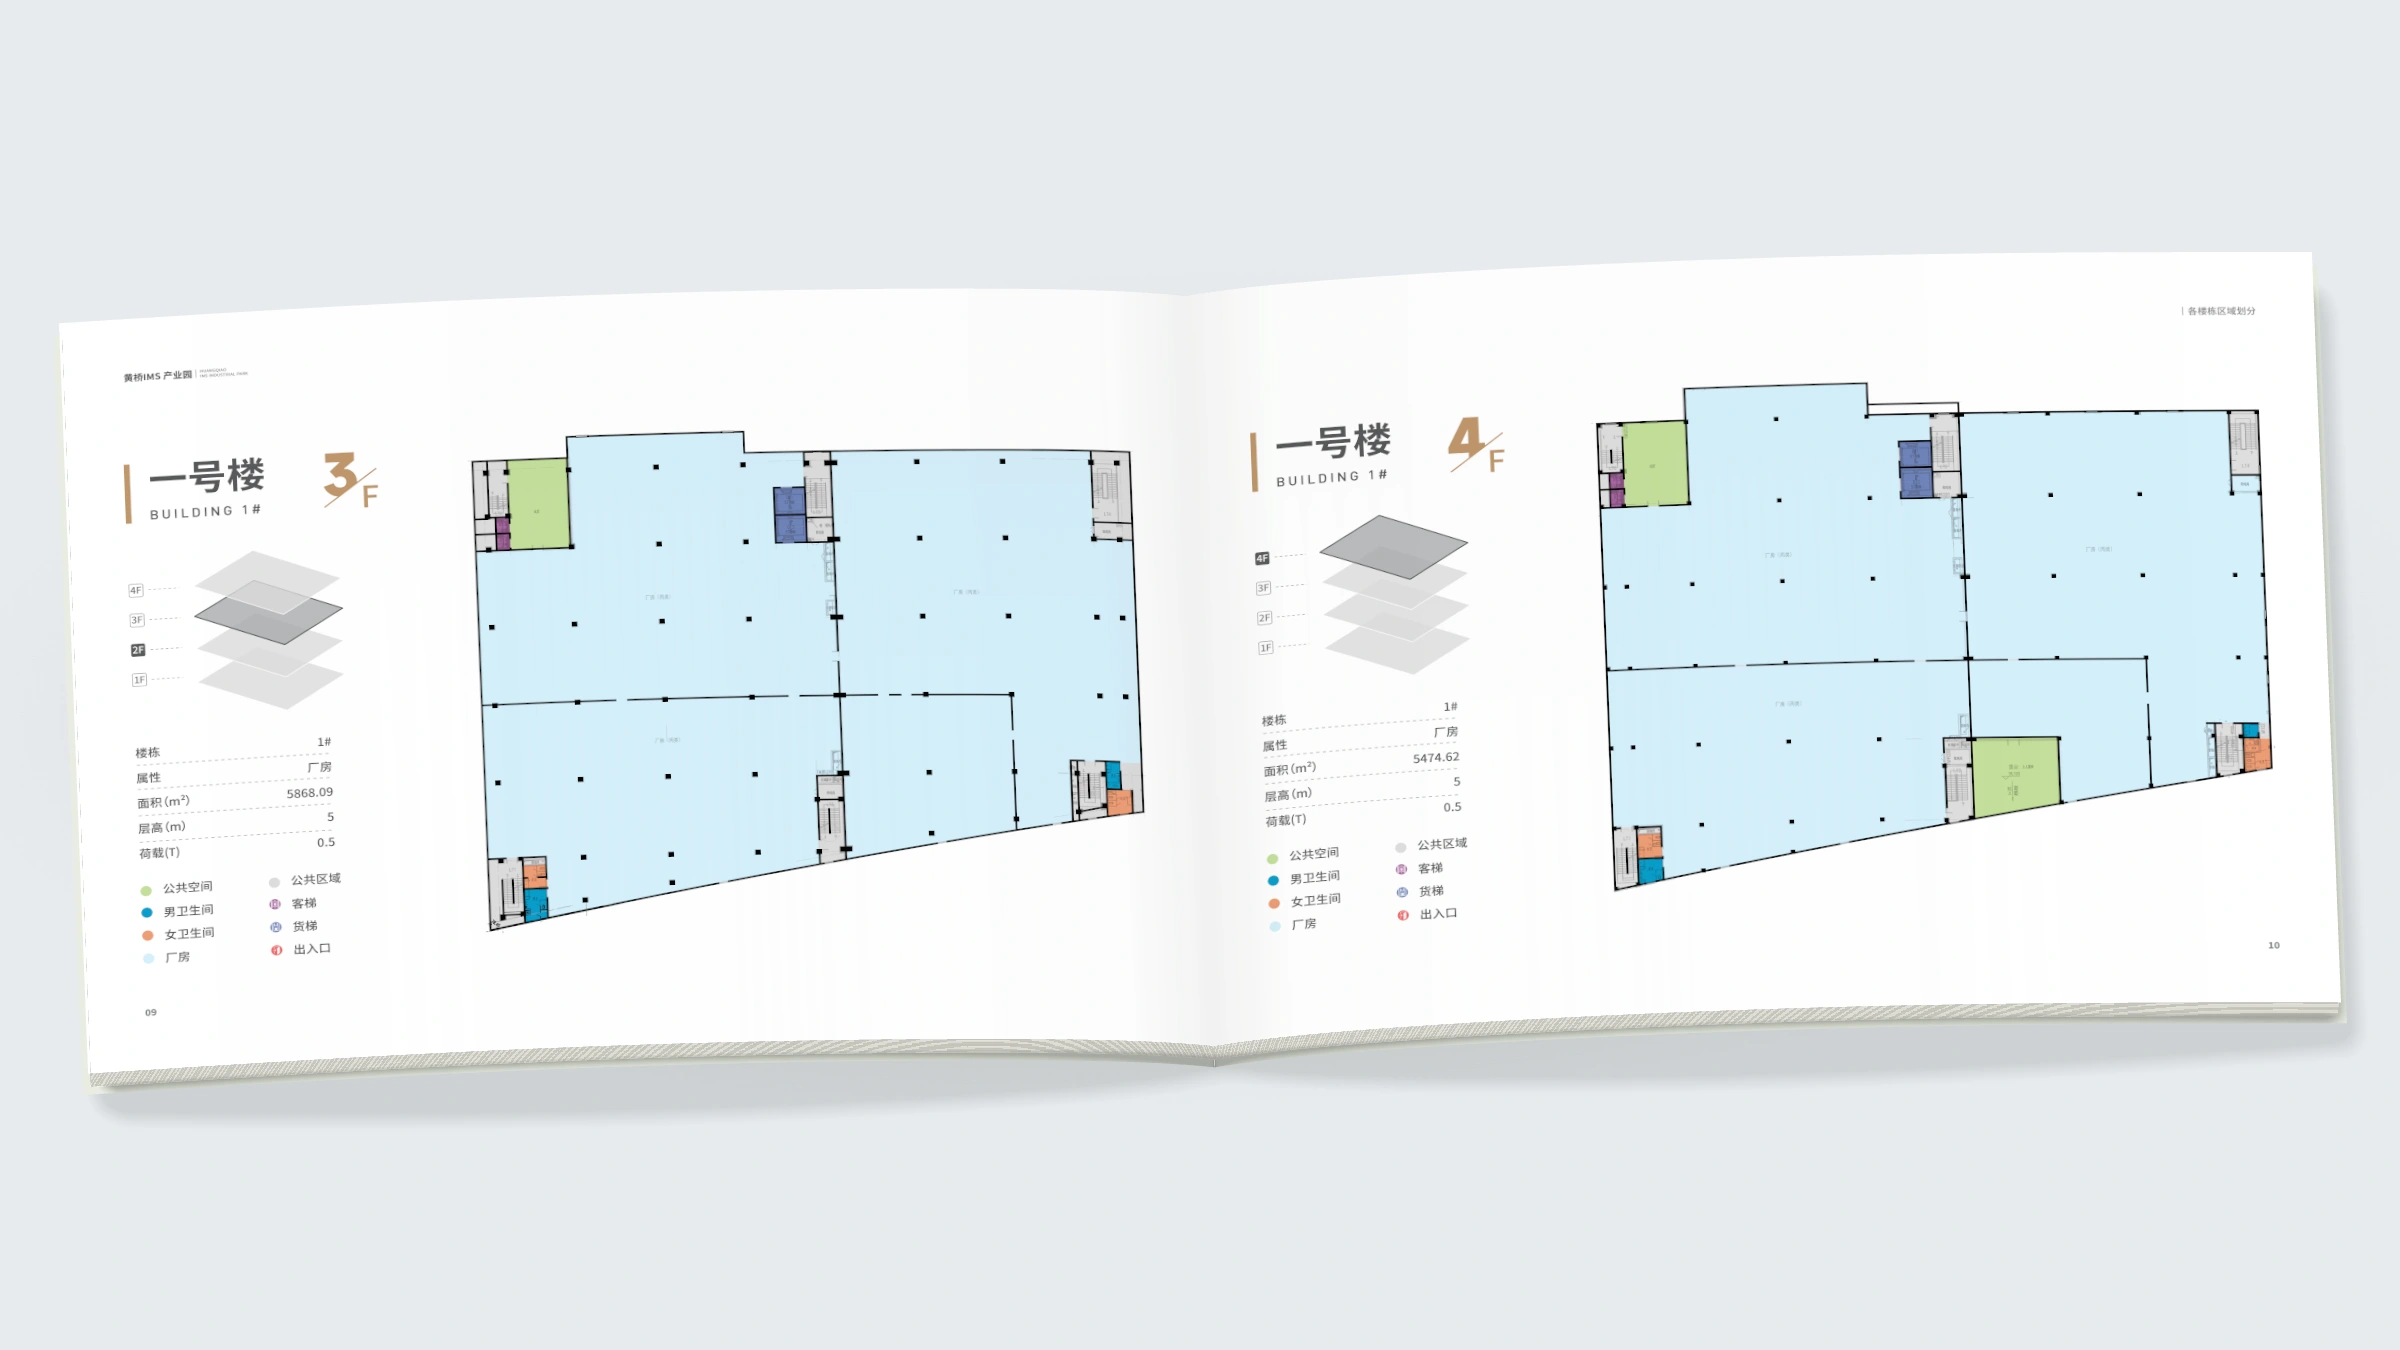 黄桥IMS 产业园
一号楼
BUILDING 1#
3/F
4F
3F
2F
1F
楼栋 1#
属性 厂房
面积(m²) 5868.09
层高(m) 5
荷载(T) 0.5
公共空间 公共区域
男卫生间 客梯
女卫生间 货梯
厂房 出入口
09
各楼栋区域划分
一号楼
BUILDING 1#
4/F
4F
3F
2F
1F
楼栋 1#
属性 厂房
面积(m²) 5474.62
层高(m) 5
荷载(T) 0.5
公共空间 公共区域
男卫生间 客梯
女卫生间 货梯
厂房 出入口
10